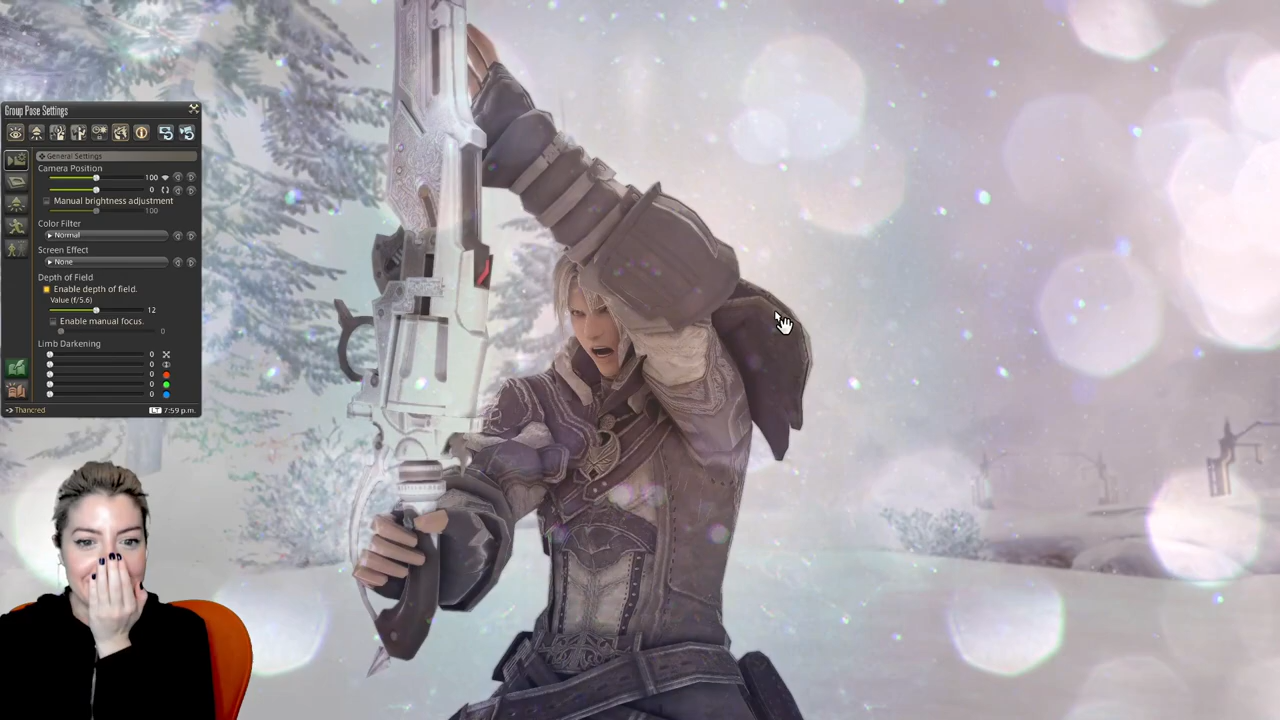 Group Pose Settings
General Settings
Camera Position
100
0
Manual brightness adjustment
100
Color Filter
Normal
Screen Effect
None
Depth of Field
Enable depth of field.
Value (f/5.6)
12
Enable manual focus.
0
Limb Darkening
0
0
0
0
0
-> Thancred LT 7:59 p.m.